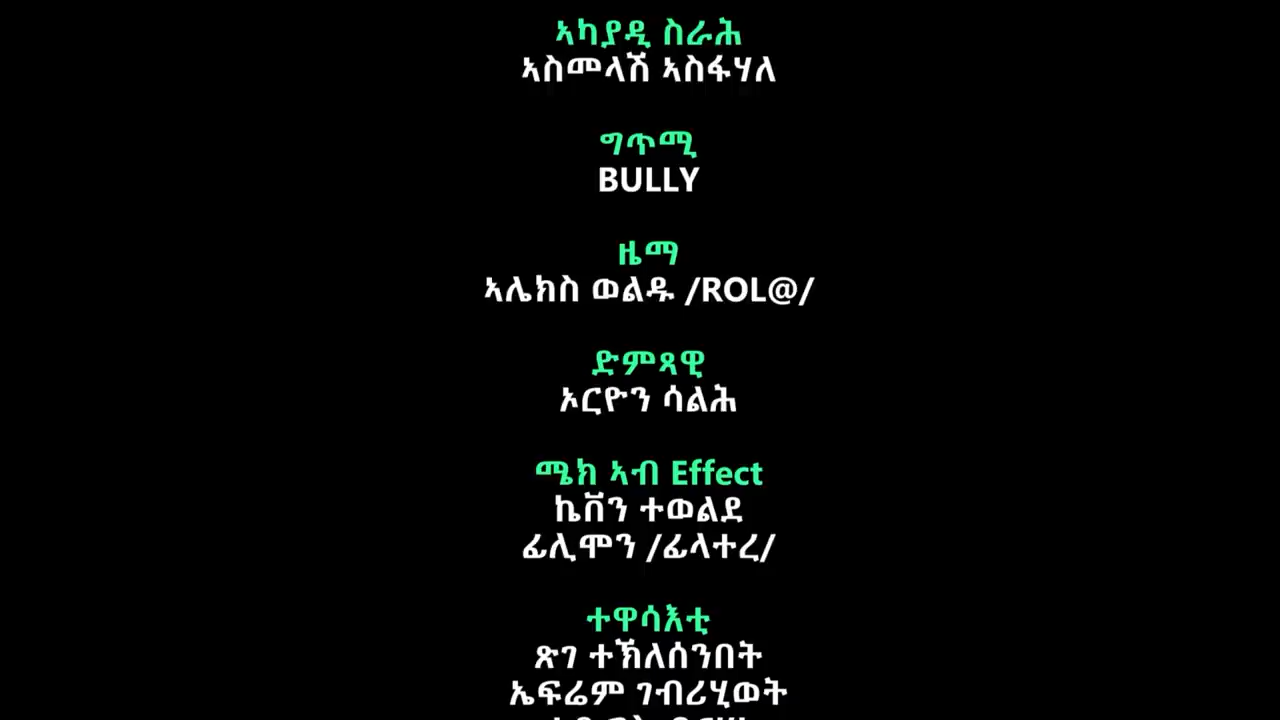 ኣካያዲ ስራሕ
ኣስመላሽ ኣስፋሃለ
ግጥሚ
BULLY
ዜማ
ኣሌክስ ወልዱ /ROL@/
ድምጻዊ
ኦርዮን ሳልሕ
ሜክ ኣብ Effect
ኬቨን ተወልደ
ፊሊሞን /ፊላተረ/
ተዋሳእቲ
ጽገ ተኽለሰንበት
ኤፍሬም ገብሪሂወት